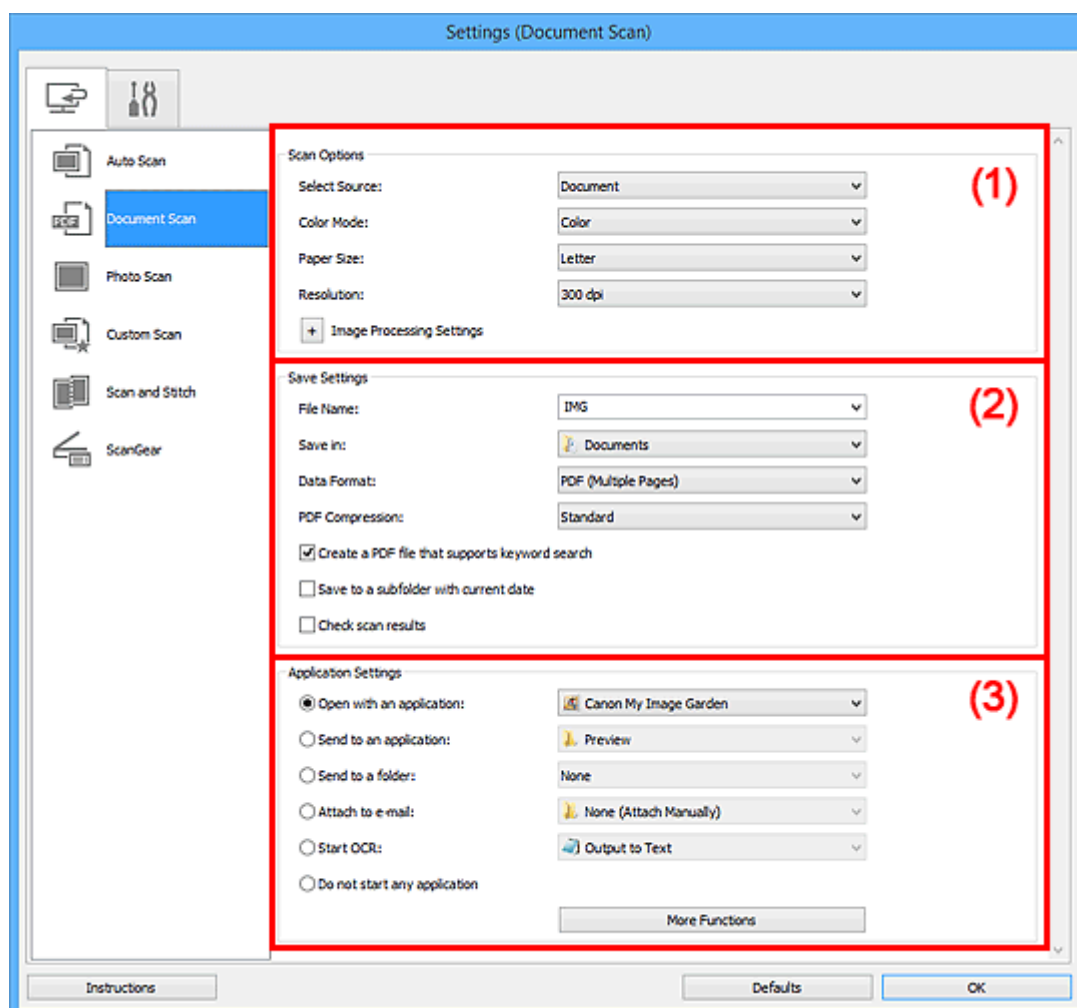 Settings (Document Scan)
Auto Scan
PDF Document Scan
Photo Scan
Custom Scan
Scan and Stitch
ScanGear
Scan Options
(1)
Select Source: Document
Color Mode: Color
Paper Size: Letter
Resolution: 300 dpi
+ Image Processing Settings
Save Settings
(2)
File Name: IMG
Save in: Documents
Data Format: PDF (Multiple Pages)
PDF Compression: Standard
Create a PDF file that supports keyword search
Save to a subfolder with current date
Check scan results
Application Settings
(3)
Open with an application: Canon My Image Garden
Send to an application: Preview
Send to a folder: None
Attach to e-mail: None (Attach Manually)
Start OCR: Output to Text
Do not start any application
More Functions
Instructions Defaults OK